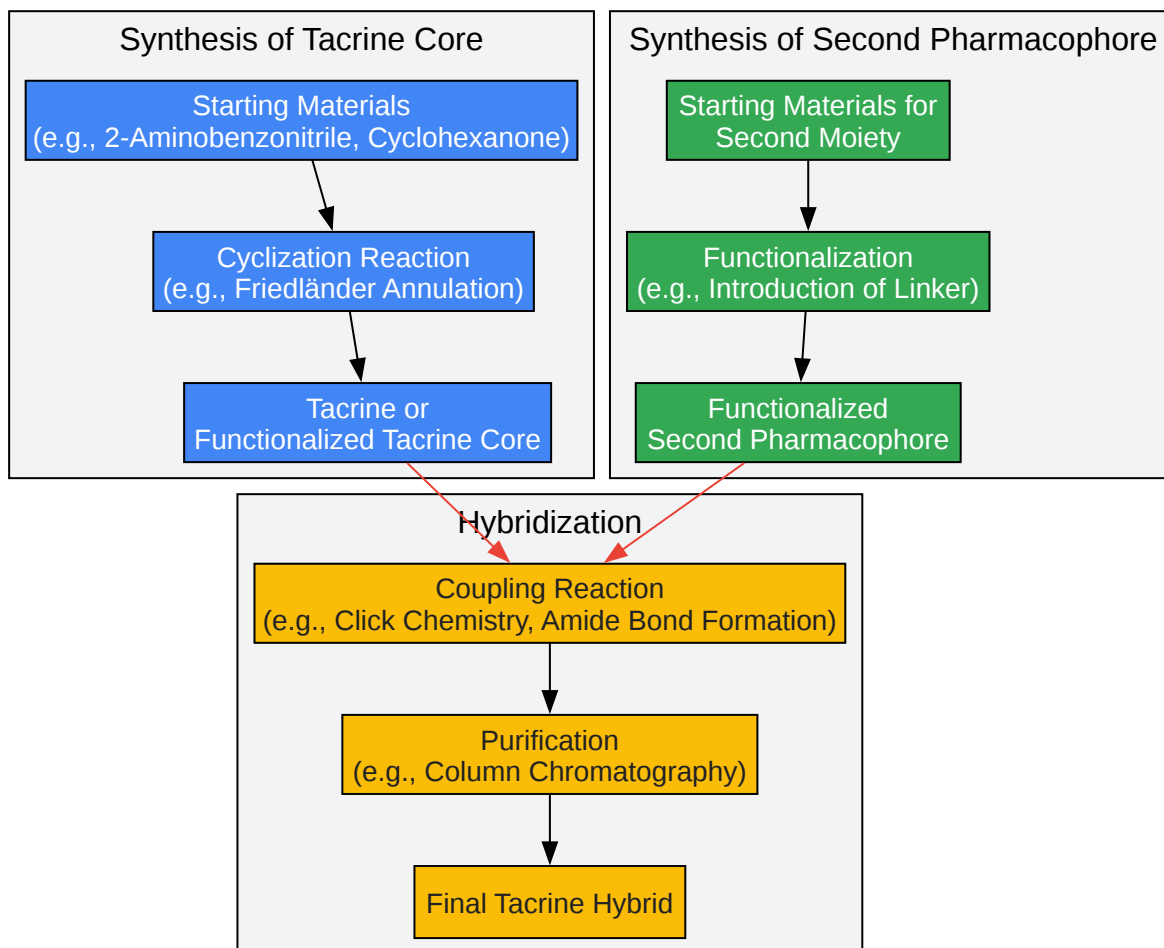 Synthesis of Tacrine Core
Starting Materials
(e.g., 2-Aminobenzonitrile, Cyclohexanone)
Cyclization Reaction
(e.g., Friedländer Annulation)
Tacrine or
Functionalized Tacrine Core
Synthesis of Second Pharmacophore
Starting Materials for
Second Moiety
Functionalization
(e.g., Introduction of Linker)
Functionalized
Second Pharmacophore
Hybridization
Coupling Reaction
(e.g., Click Chemistry, Amide Bond Formation)
Purification
(e.g., Column Chromatography)
Final Tacrine Hybrid